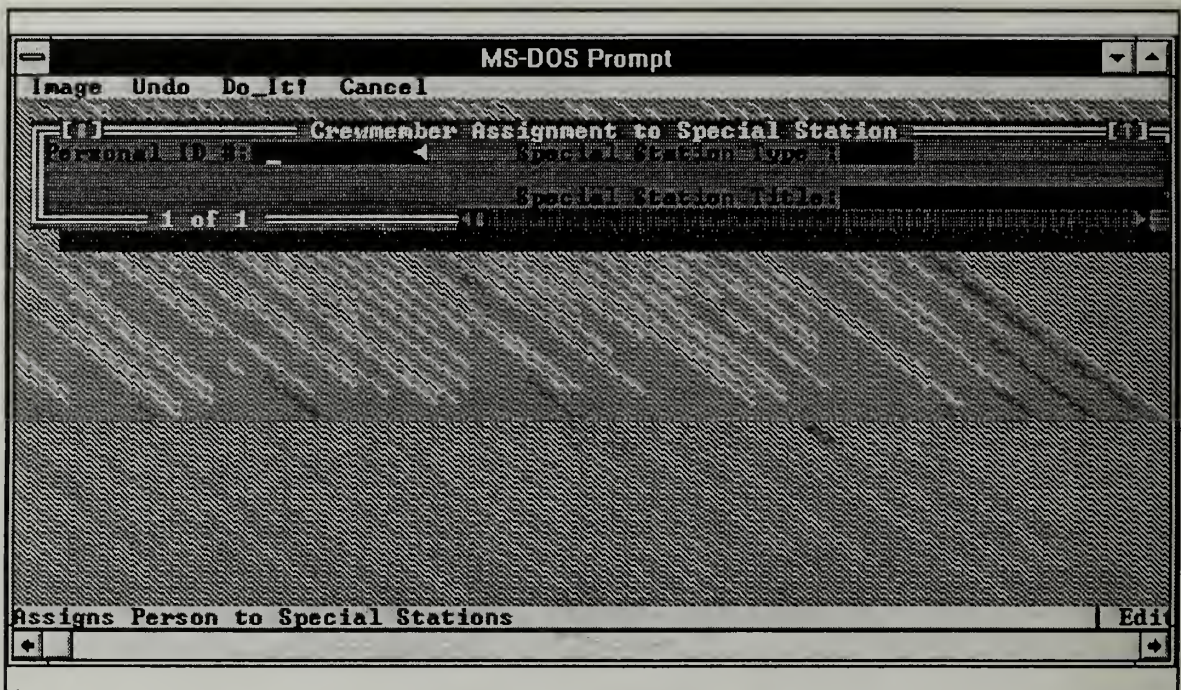 MS-DOS Prompt
Image Undo Do_It! Cancel
Crewmember Assignment to Special Station
Personal ID #: Special Station Type :
Special Station Title:
1 of 1
Assigns Person to Special Stations Edit